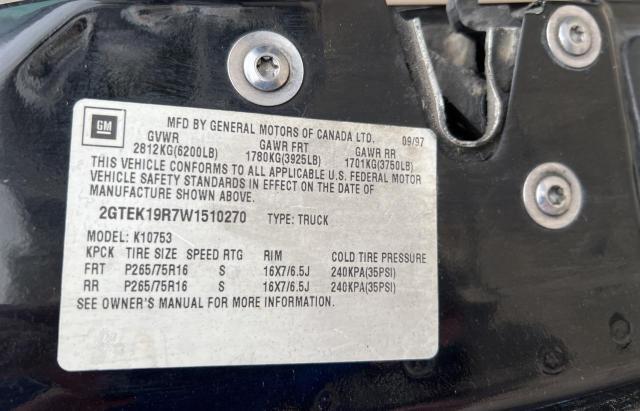 GM
MFD BY GENERAL MOTORS OF CANADA LTD. 09/97
GVWR GAWR FRT GAWR RR
2812KG(6200LB) 1780KG(3925LB) 1701KG(3750LB)
THIS VEHICLE CONFORMS TO ALL APPLICABLE U.S. FEDERAL MOTOR
VEHICLE SAFETY STANDARDS IN EFFECT ON THE DATE OF
MANUFACTURE SHOWN ABOVE.
2GTEK19R7W1510270 TYPE: TRUCK
MODEL: K10753
KPCK TIRE SIZE SPEED RTG RIM COLD TIRE PRESSURE
FRT P265/75R16 S 16X7/6.5J 240KPA(35PSI)
RR P265/75R16 S 16X7/6.5J 240KPA(35PSI)
SEE OWNER'S MANUAL FOR MORE INFORMATION.